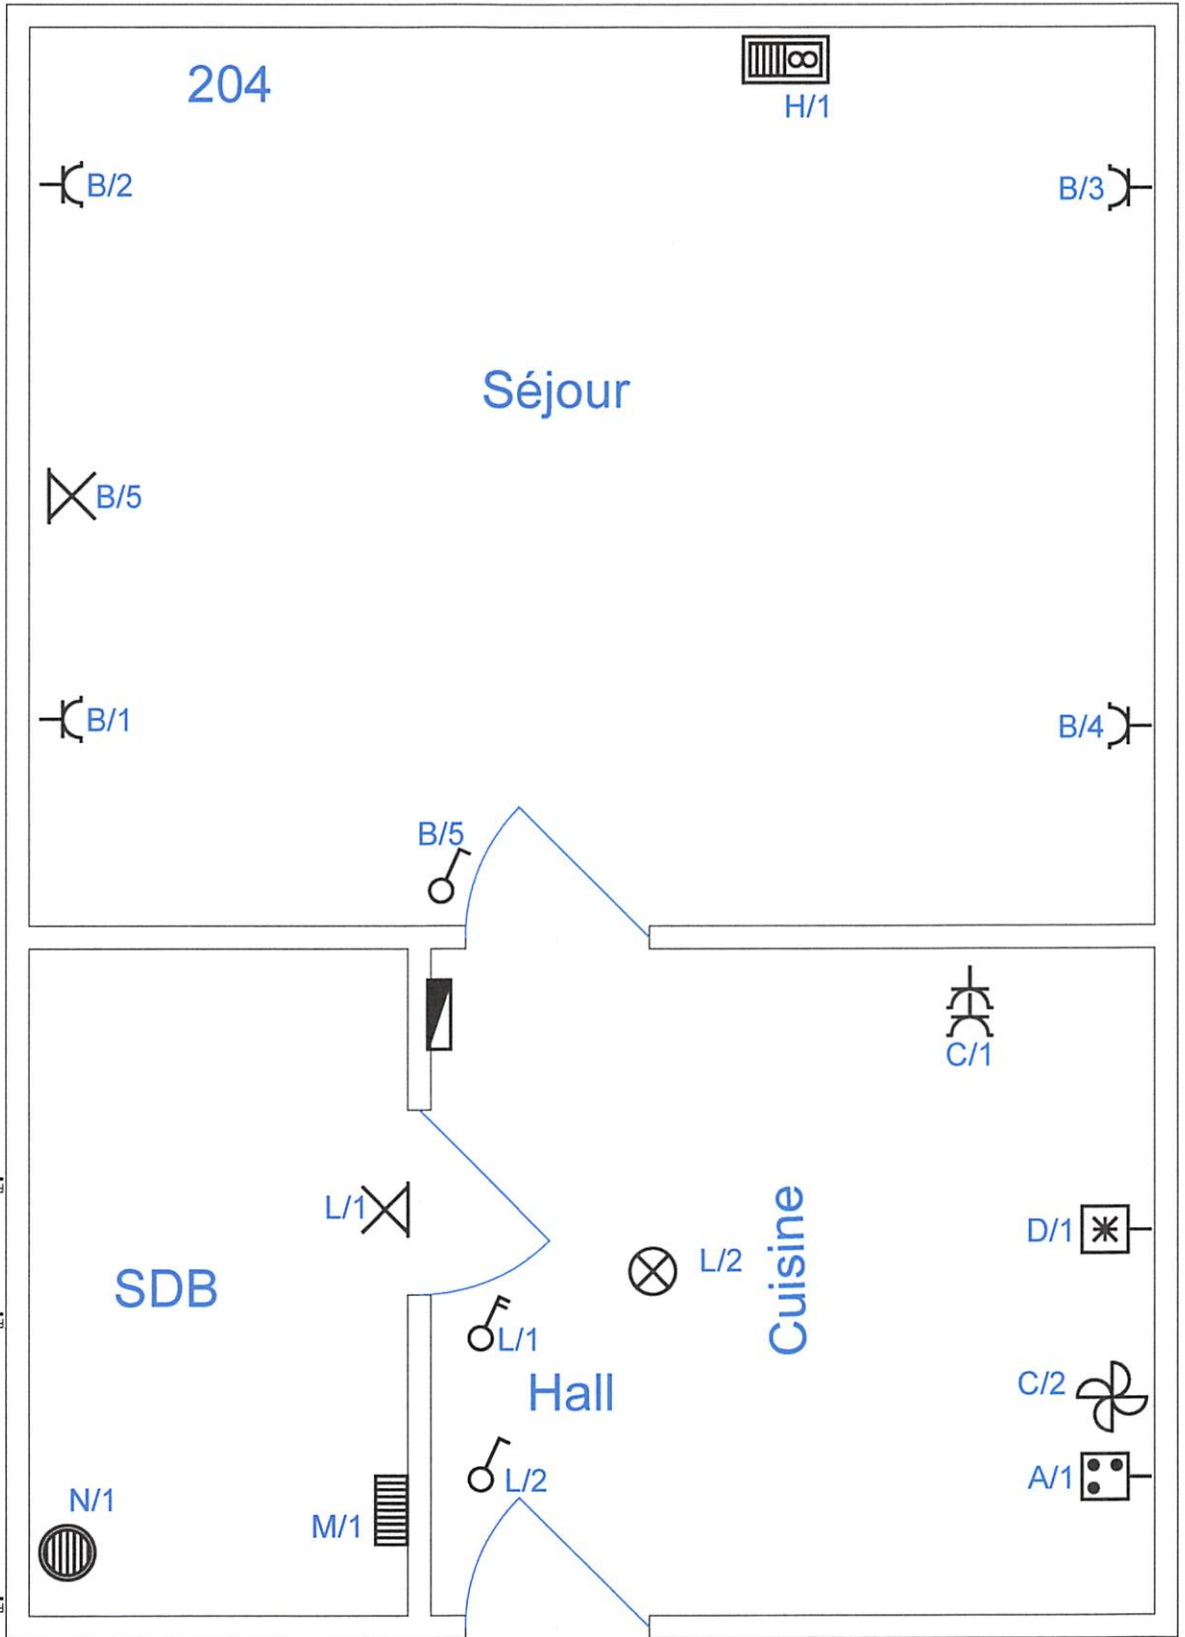 204
H/1
B/2
B/3
Séjour
B/5
B/1
B/4
B/5
C/1
L/1
D/1
L/2
Cuisine
SDB
L/1
Hall
C/2
L/2
A/1
N/1
M/1